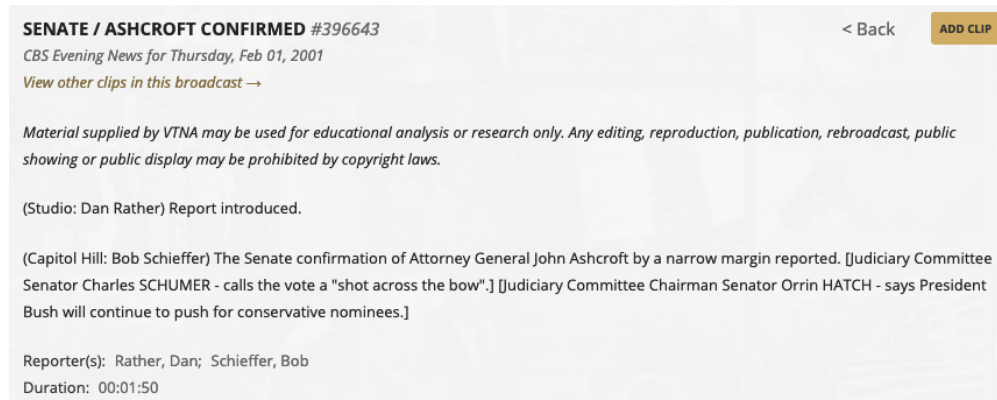 SENATE / ASHCROFT CONFIRMED #396643
< Back
ADD CLIP
CBS Evening News for Thursday, Feb 01, 2001
View other clips in this broadcast →
Material supplied by VTNA may be used for educational analysis or research only. Any editing, reproduction, publication, rebroadcast, public
showing or public display may be prohibited by copyright laws.
(Studio: Dan Rather) Report introduced.
(Capitol Hill: Bob Schieffer) The Senate confirmation of Attorney General John Ashcroft by a narrow margin reported. [Judiciary Committee
Senator Charles SCHUMER - calls the vote a "shot across the bow".] [Judiciary Committee Chairman Senator Orrin HATCH - says President
Bush will continue to push for conservative nominees.]
Reporter(s): Rather, Dan; Schieffer, Bob
Duration: 00:01:50